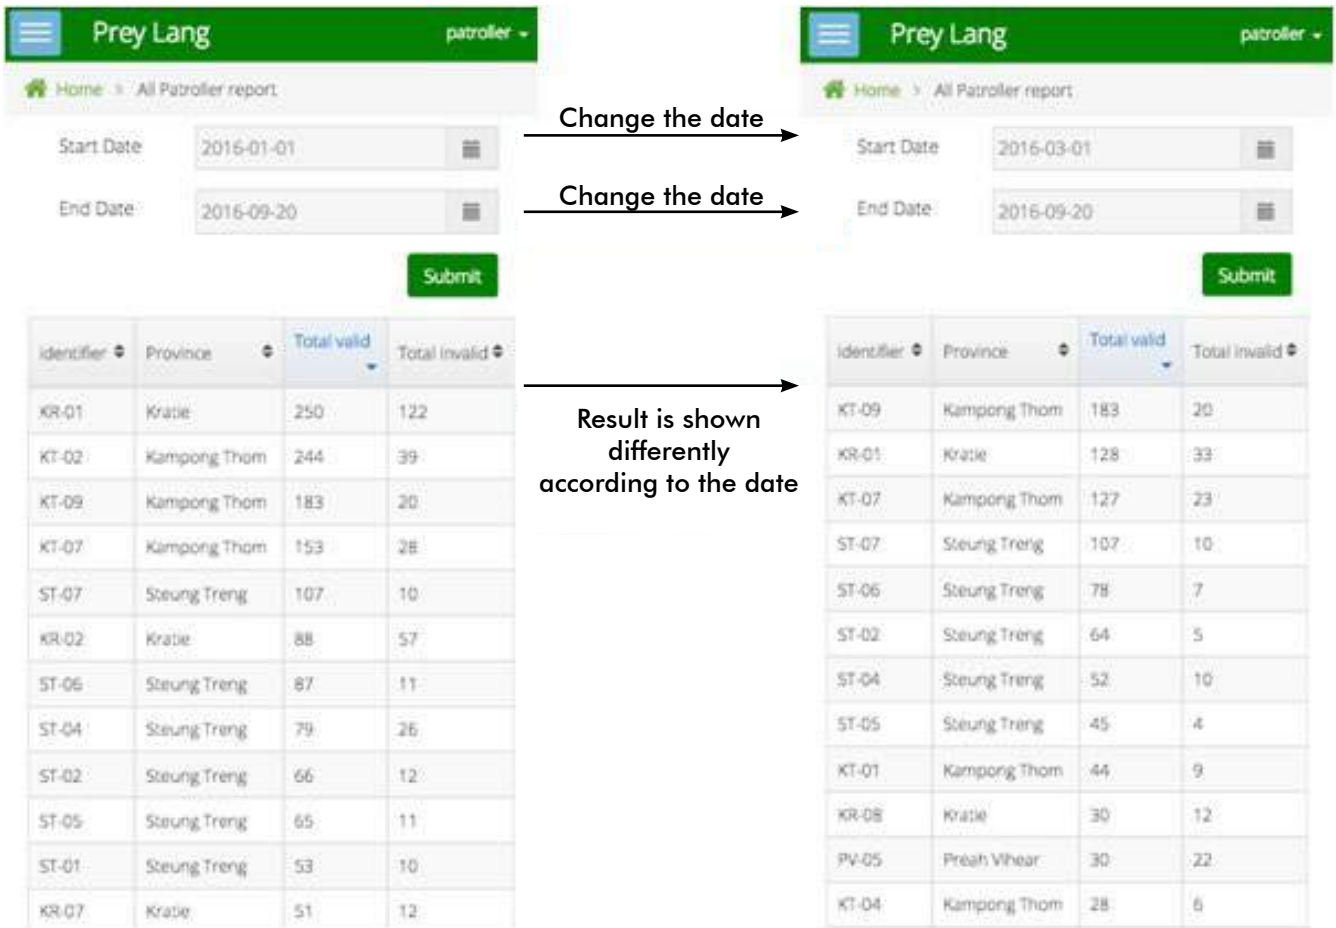 Prey Lang patroller
Home > All Patroller report
Start Date 2016-01-01
End Date 2016-09-20
Submit
identifier Province Total valid Total invalid
KR-01 Kratie 250 122
KT-02 Kampong Thom 244 39
KT-09 Kampong Thom 183 20
KT-07 Kampong Thom 153 28
ST-07 Steung Treng 107 10
KR-02 Kratie 88 57
ST-06 Steung Treng 87 11
ST-04 Steung Treng 79 26
ST-02 Steung Treng 66 12
ST-05 Steung Treng 65 11
ST-01 Steung Treng 53 10
KR-07 Kratie 51 12
Change the date
Change the date
Result is shown
differently
according to the date
Prey Lang patroller
Home > All Patroller report
Start Date 2016-03-01
End Date 2016-09-20
Submit
identifier Province Total valid Total invalid
KT-09 Kampong Thom 183 20
KR-01 Kratie 128 33
KT-07 Kampong Thom 127 23
ST-07 Steung Treng 107 10
ST-06 Steung Treng 78 7
ST-02 Steung Treng 64 5
ST-04 Steung Treng 52 10
ST-05 Steung Treng 45 4
KT-01 Kampong Thom 44 9
KR-08 Kratie 30 12
PV-05 Preah Vihear 30 22
KT-04 Kampong Thom 28 6